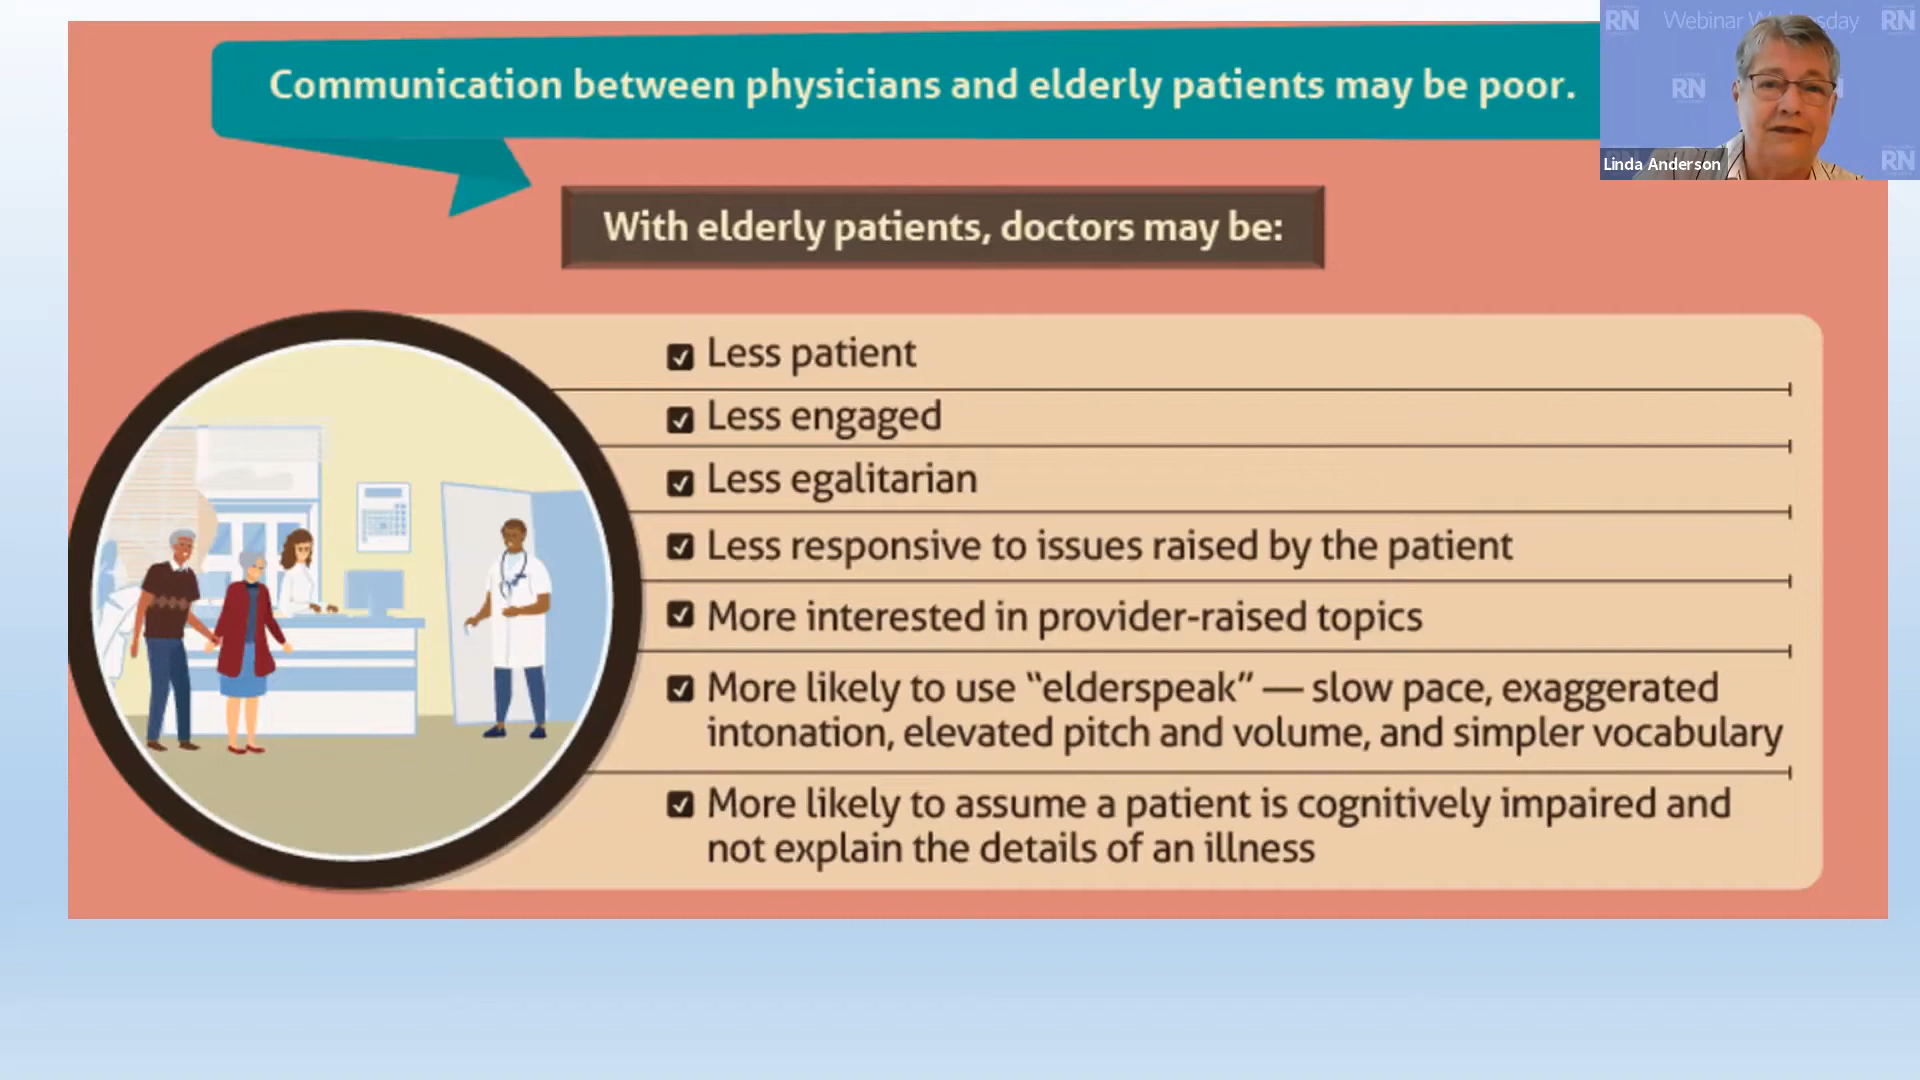 Communication between physicians and elderly patients may be poor.
RN Webinar Wednesday RN
RN
Linda Anderson
RN
With elderly patients, doctors may be:
Less patient
Less engaged
Less egalitarian
Less responsive to issues raised by the patient
More interested in provider-raised topics
More likely to use “elderspeak” — slow pace, exaggerated
intonation, elevated pitch and volume, and simpler vocabulary
More likely to assume a patient is cognitively impaired and
not explain the details of an illness